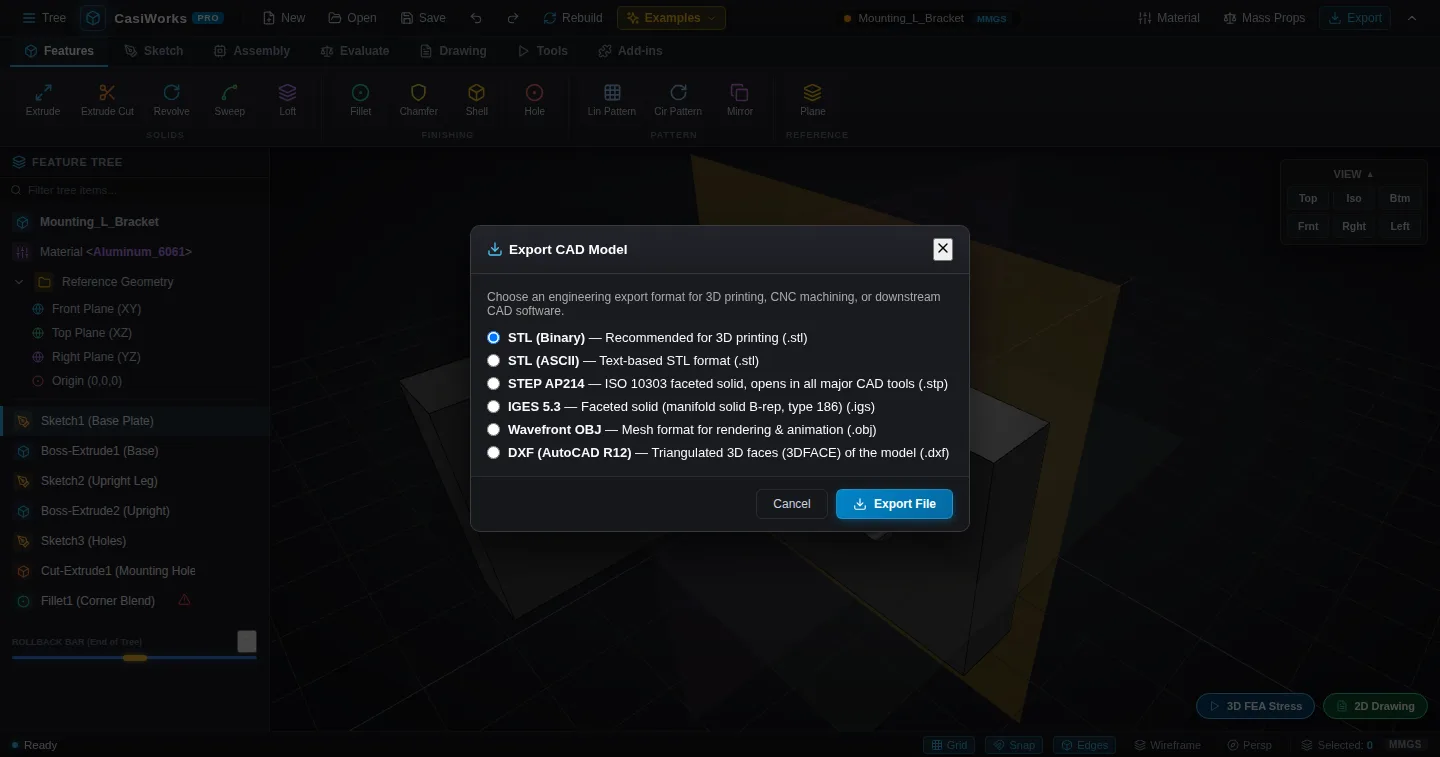 Tree
CasiWorks PRO
New
Open
Save
Rebuild
Examples
Mounting_L_Bracket MMGS
Material
Mass Props
Export
Features
Sketch
Assembly
Evaluate
Drawing
Tools
Add-ins
Extrude
Extrude Cut
Revolve
Sweep
Loft
SOLIDS
Fillet
Chamfer
Shell
Hole
FINISHING
Lin Pattern
Cir Pattern
Mirror
PATTERN
Plane
REFERENCE
FEATURE TREE
Filter tree items...
Mounting_L_Bracket
Material <Aluminum_6061>
Reference Geometry
Front Plane (XY)
Top Plane (XZ)
Right Plane (YZ)
Origin (0,0,0)
Sketch1 (Base Plate)
Boss-Extrude1 (Base)
Sketch2 (Upright Leg)
Boss-Extrude2 (Upright)
Sketch3 (Holes)
Cut-Extrude1 (Mounting Hole
Fillet1 (Corner Blend)
ROLLBACK BAR (End of Tree)
VIEW ▲
Top Iso Btm
Frnt Rght Left
Export CAD Model
Choose an engineering export format for 3D printing, CNC machining, or downstream
CAD software.
STL (Binary) — Recommended for 3D printing (.stl)
STL (ASCII) — Text-based STL format (.stl)
STEP AP214 — ISO 10303 faceted solid, opens in all major CAD tools (.stp)
IGES 5.3 — Faceted solid (manifold solid B-rep, type 186) (.igs)
Wavefront OBJ — Mesh format for rendering & animation (.obj)
DXF (AutoCAD R12) — Triangulated 3D faces (3DFACE) of the model (.dxf)
Cancel
Export File
3D FEA Stress
2D Drawing
Ready
Grid
Snap
Edges
Wireframe
Persp
Selected: 0
MMGS